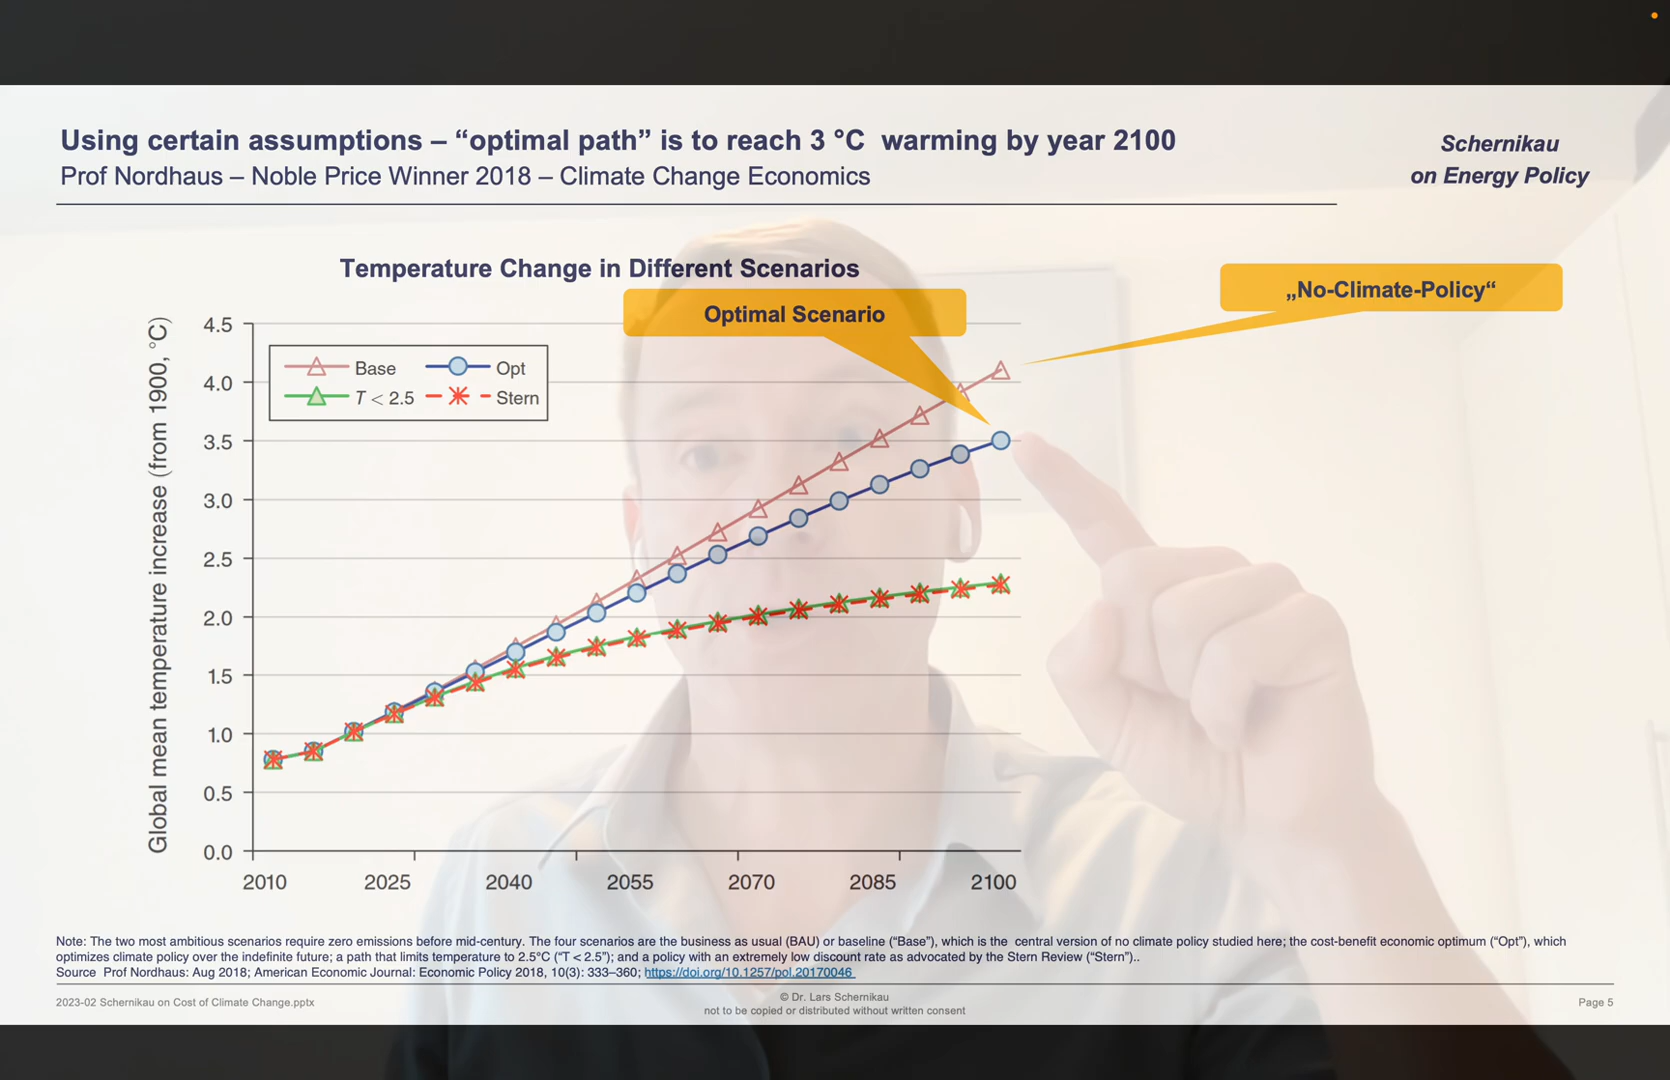 Using certain assumptions – “optimal path” is to reach 3 °C  warming by year 2100
Prof Nordhaus – Noble Price Winner 2018 – Climate Change Economics
Schernikau
on Energy Policy
Temperature Change in Different Scenarios
Optimal Scenario
„No-Climate-Policy“
Global mean temperature increase (from 1900, °C)
4.5
4.0
3.5
3.0
2.5
2.0
1.5
1.0
0.5
0.0
Base
Opt
T < 2.5
Stern
2010 2025 2040 2055 2070 2085 2100
Note: The two most ambitious scenarios require zero emissions before mid-century. The four scenarios are the business as usual (BAU) or baseline (“Base”), which is the  central version of no climate policy studied here; the cost-benefit economic optimum (“Opt”), which
optimizes climate policy over the indefinite future; a path that limits temperature to 2.5°C (“T < 2.5”); and a policy with an extremely low discount rate as advocated by the Stern Review (“Stern”)..
Source  Prof Nordhaus: Aug 2018; American Economic Journal: Economic Policy 2018, 10(3): 333–360; https://doi.org/10.1257/pol.20170046
2023-02 Schernikau on Cost of Climate Change.pptx
© Dr. Lars Schernikau
not to be copied or distributed without written consent
Page 5